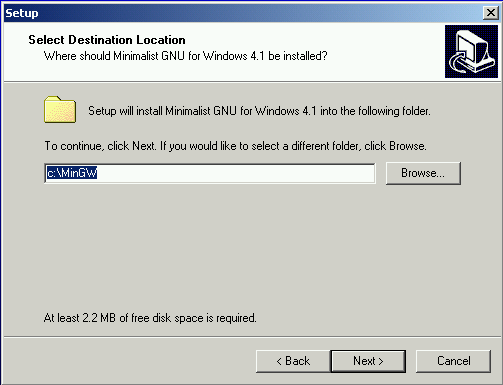 Setup
Select Destination Location
Where should Minimalist GNU for Windows 4.1 be installed?
Setup will install Minimalist GNU for Windows 4.1 into the following folder.
To continue, click Next. If you would like to select a different folder, click Browse.
c:\MinGW
Browse...
At least 2.2 MB of free disk space is required.
< Back
Next >
Cancel